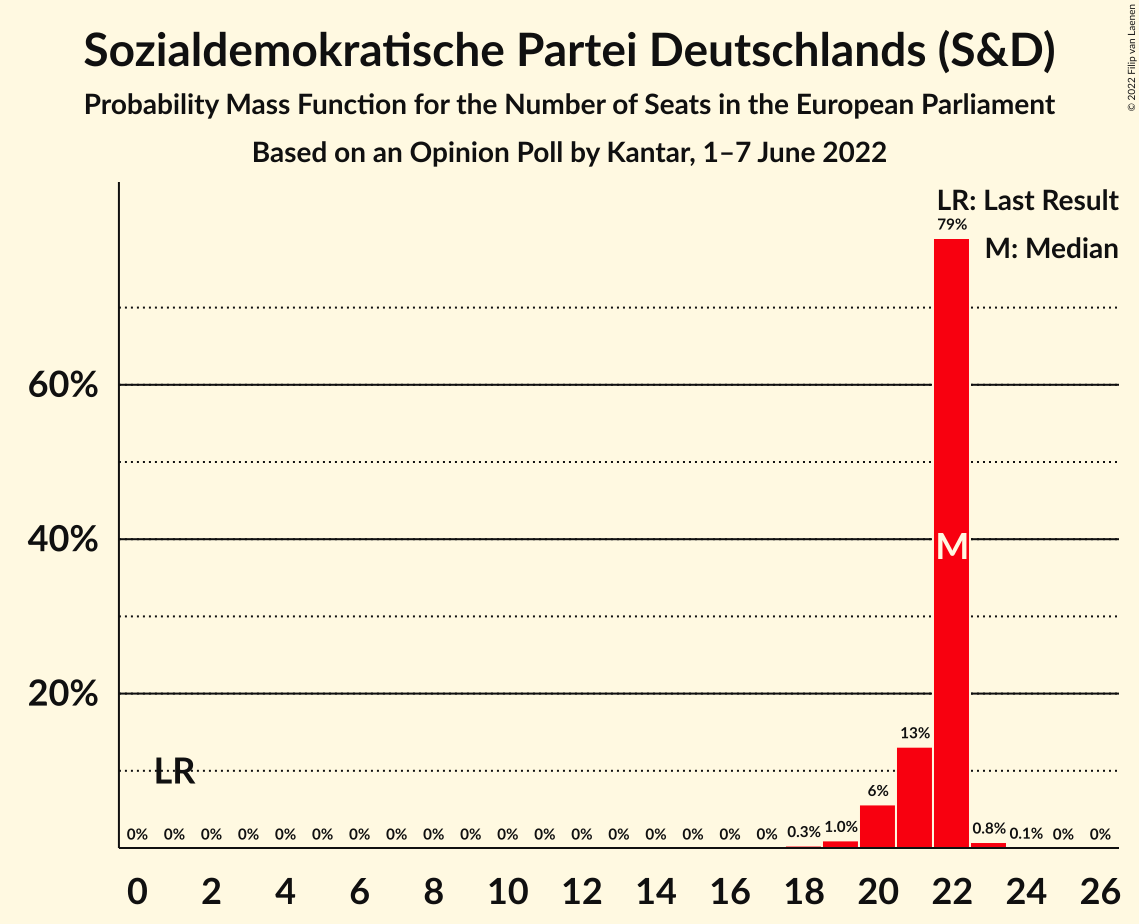 Sozialdemokratische Partei Deutschlands (S&D)
Probability Mass Function for the Number of Seats in the European Parliament
Based on an Opinion Poll by Kantar, 1–7 June 2022
© 2022 Filip van Laenen
LR: Last Result
M: Median
79%
60%
40%
M
20%
13%
LR
6%
0% 0% 0% 0% 0% 0% 0% 0% 0% 0% 0% 0% 0% 0% 0% 0% 0% 0% 0.3% 1.0% 0.8% 0.1% 0% 0%
0 2 4 6 8 10 12 14 16 18 20 22 24 26